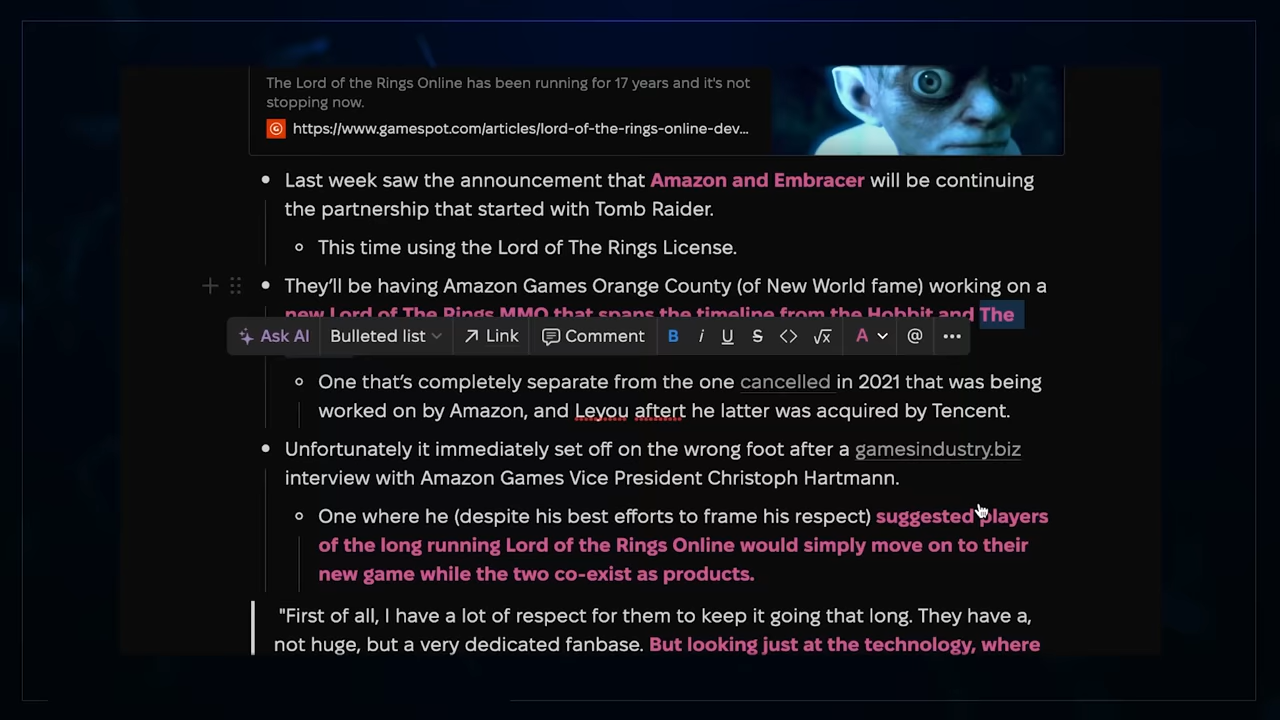 The Lord of the Rings Online has been running for 17 years and it's not
stopping now.
https://www.gamespot.com/articles/lord-of-the-rings-online-dev...
Last week saw the announcement that Amazon and Embracer will be continuing
the partnership that started with Tomb Raider.
This time using the Lord of The Rings License.
They'll be having Amazon Games Orange County (of New World fame) working on a
new Lord of The Rings MMO that spans the timeline from the Hobbit and The
Ask AI Bulleted list Link Comment B i U S <> √x A @ •••
One that's completely separate from the one cancelled in 2021 that was being
worked on by Amazon, and Leyou aftert he latter was acquired by Tencent.
Unfortunately it immediately set off on the wrong foot after a gamesindustry.biz
interview with Amazon Games Vice President Christoph Hartmann.
One where he (despite his best efforts to frame his respect) suggested players
of the long running Lord of the Rings Online would simply move on to their
new game while the two co-exist as products.
"First of all, I have a lot of respect for them to keep it going that long. They have a,
not huge, but a very dedicated fanbase. But looking just at the technology, where